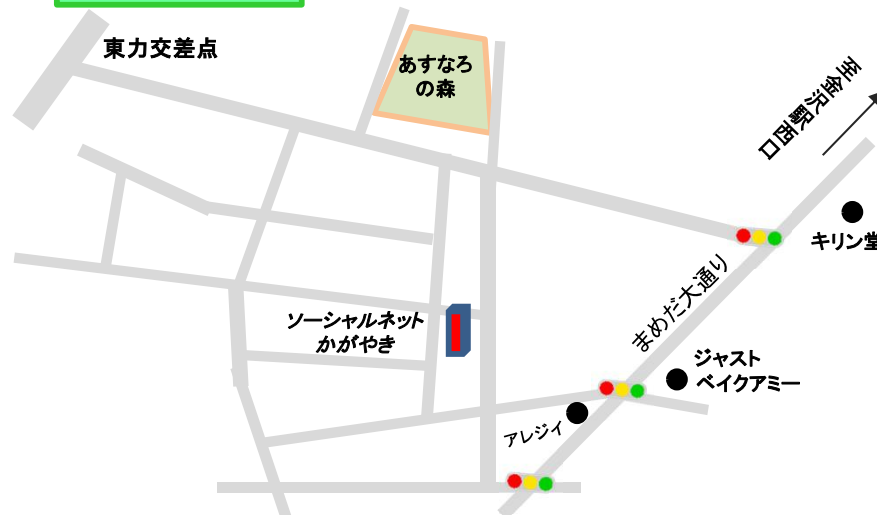 東力交差点
あすなろ
の森
至金沢駅西口
キリン堂
まめだ大通り
ソーシャルネット
かがやき
ジャスト
ベイクアミー
アレジイ